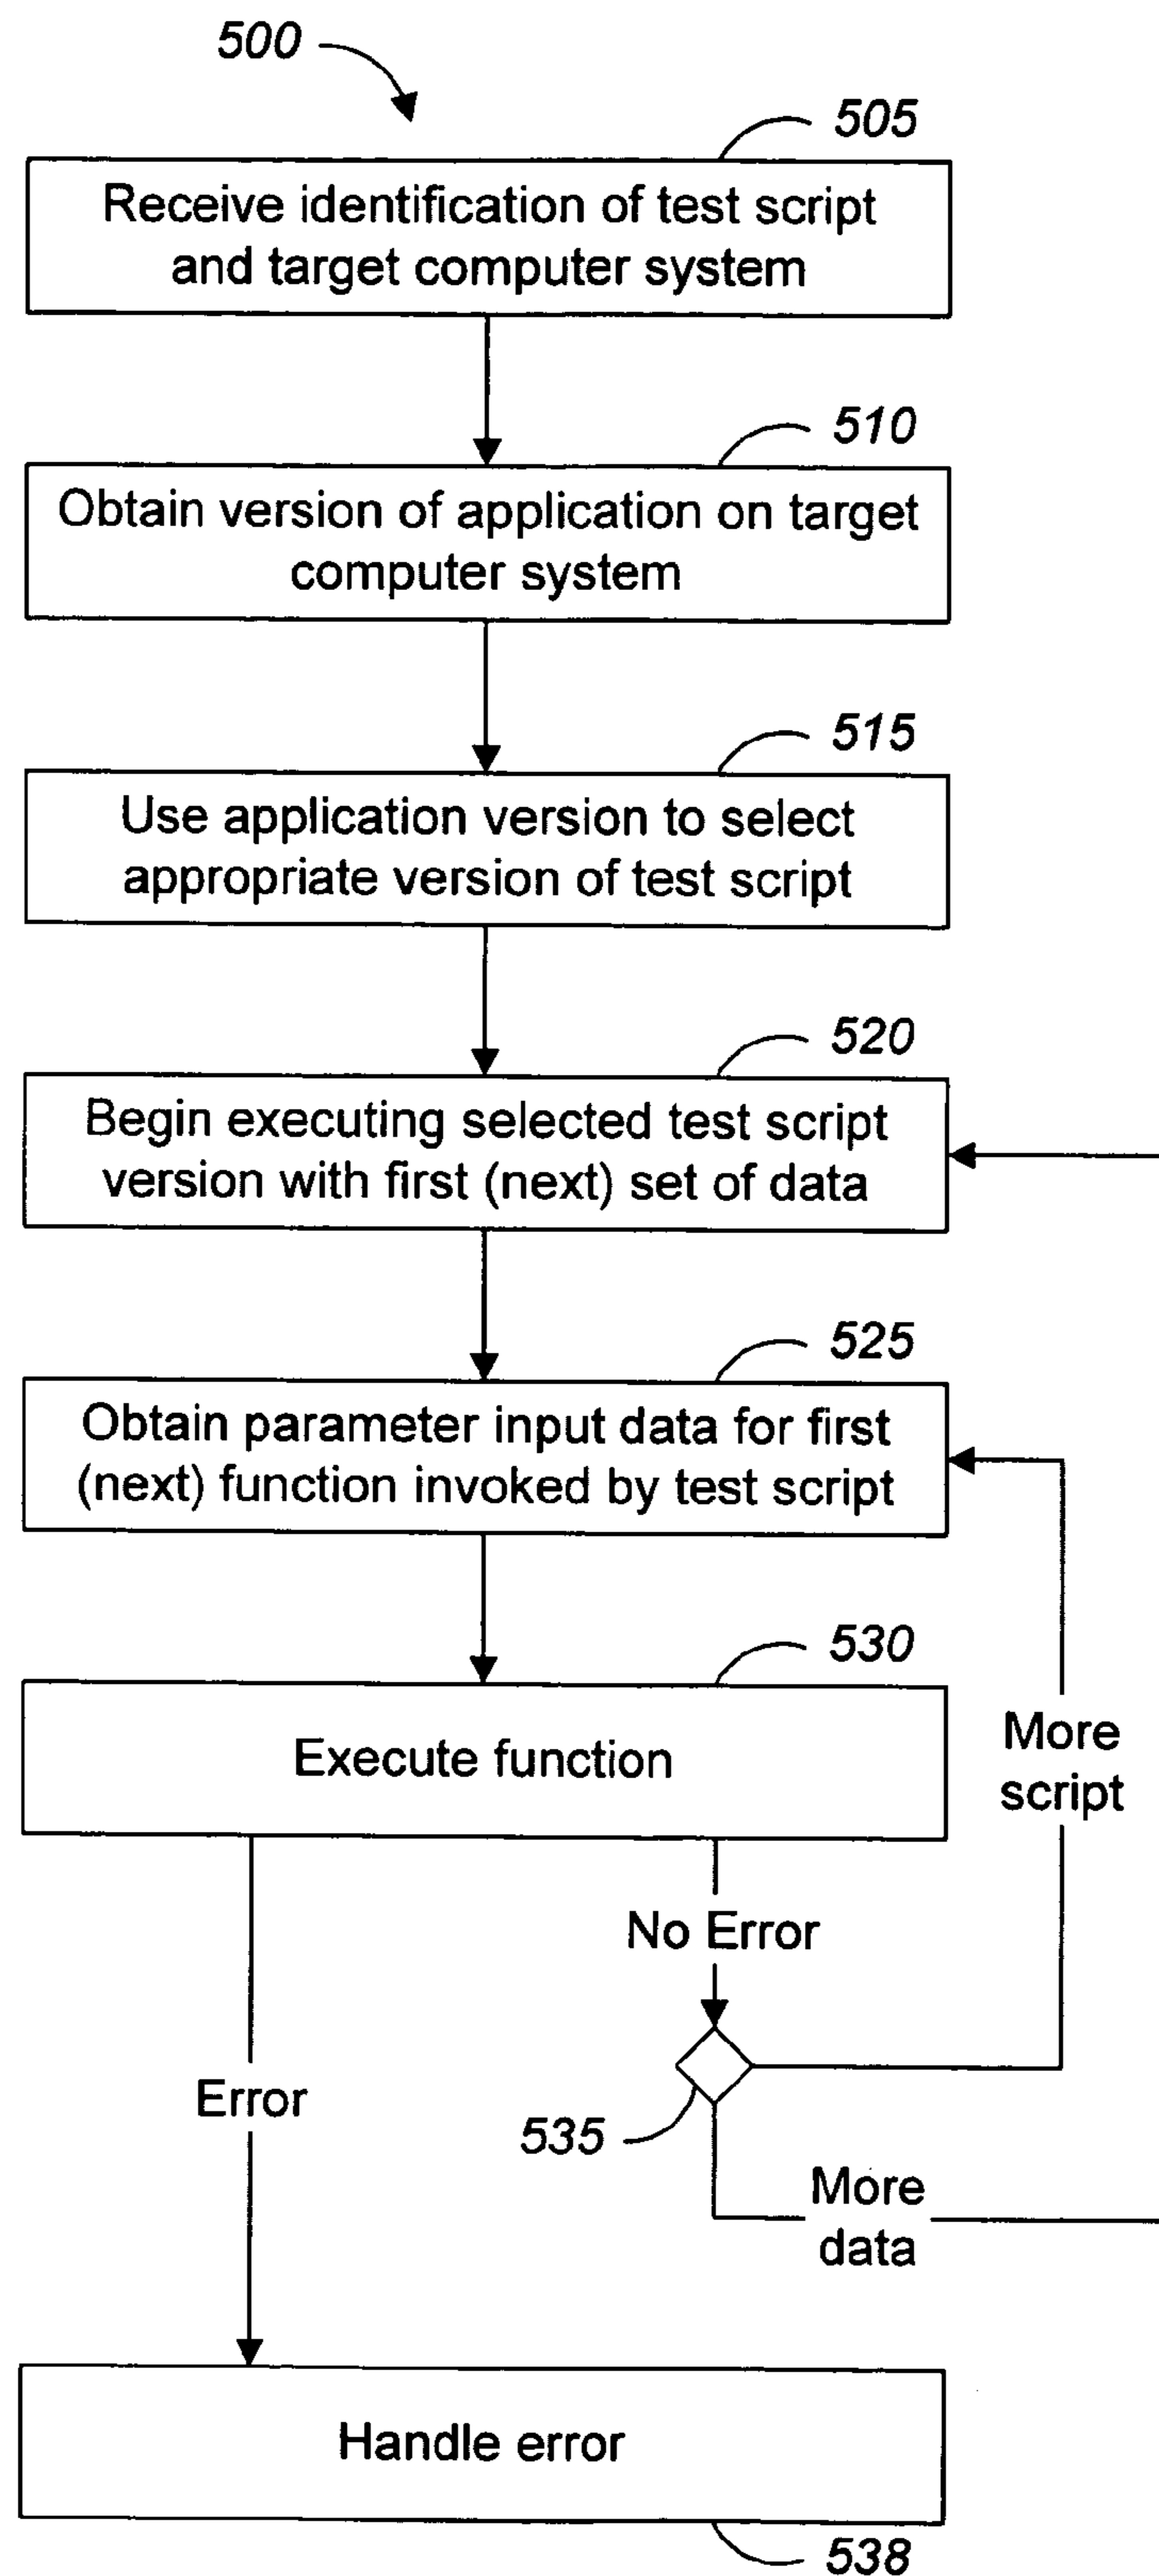 500
505
Receive identification of test script
and target computer system
510
Obtain version of application on target
computer system
515
Use application version to select
appropriate version of test script
520
Begin executing selected test script
version with first (next) set of data
525
Obtain parameter input data for first
(next) function invoked by test script
530
Execute function
More
script
No Error
Error
535
More
data
Handle error
538